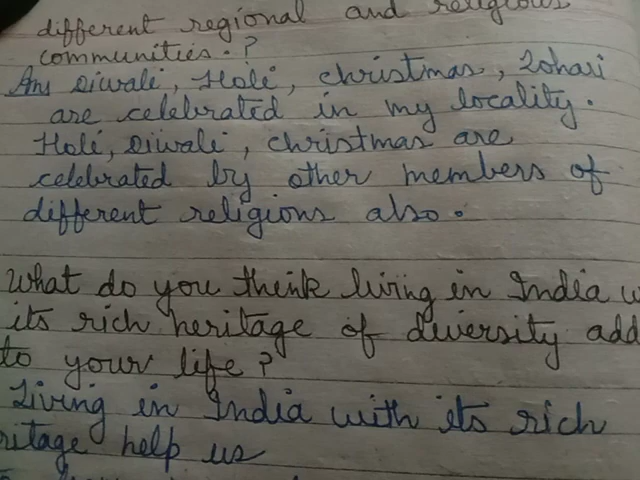 different regional and religious
communities. ?
Ans Diwali, Holi, christmas, Lohari
are celebrated in my locality.
Holi, Diwali, christmas are
celebrated by other members of
different religions also.
What do you think living in India w
its rich heritage of diversity add
to your life?
Living in India with its rich
ritage help us